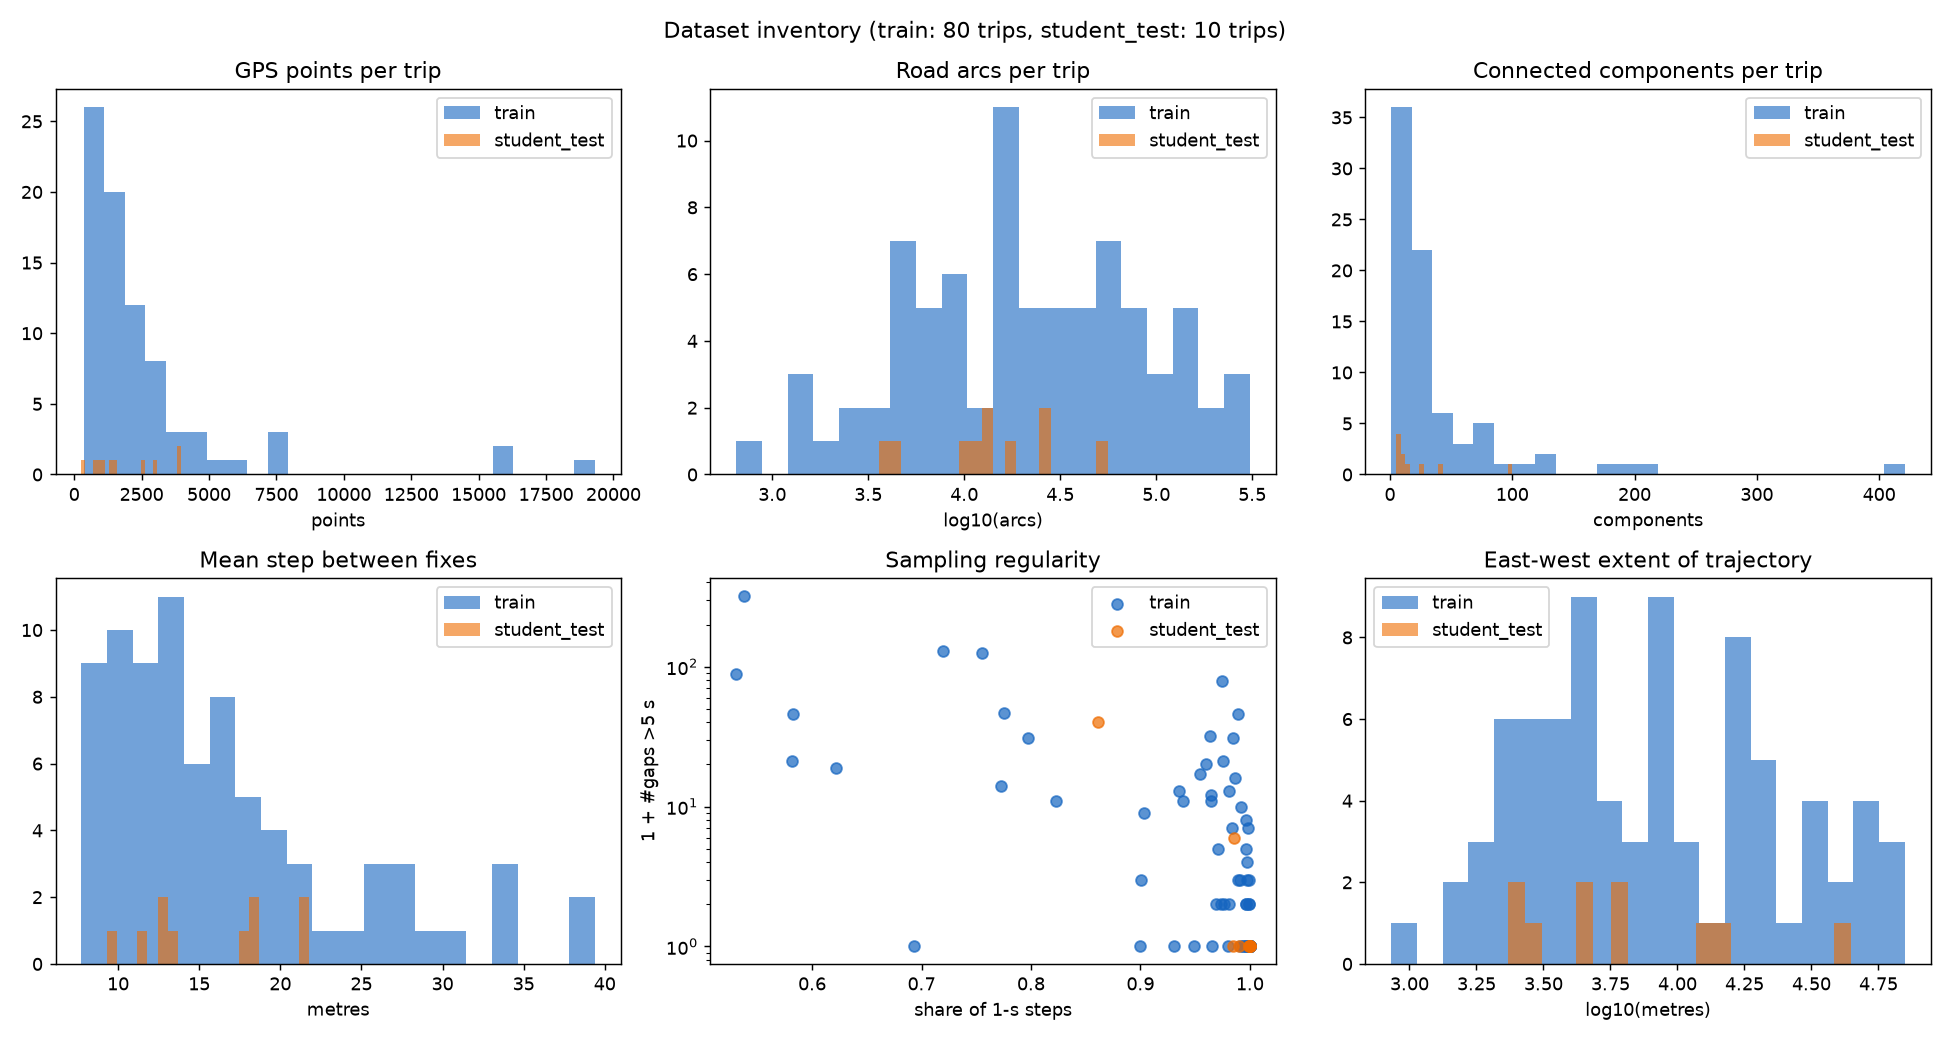 Dataset inventory (train: 80 trips, student_test: 10 trips)
GPS points per trip
25
20
15
10
5
0
0 2500 5000 7500 10000 12500 15000 17500 20000
points
train
student_test
Road arcs per trip
10
8
6
4
2
0
3.0 3.5 4.0 4.5 5.0 5.5
log10(arcs)
train
student_test
Connected components per trip
35
30
25
20
15
10
5
0
0 100 200 300 400
components
train
student_test
Mean step between fixes
10
8
6
4
2
0
10 15 20 25 30 35 40
metres
train
student_test
Sampling regularity
1 + #gaps >5 s
10²
10¹
10⁰
0.6 0.7 0.8 0.9 1.0
share of 1-s steps
train
student_test
East-west extent of trajectory
8
6
4
2
0
3.00 3.25 3.50 3.75 4.00 4.25 4.50 4.75
log10(metres)
train
student_test